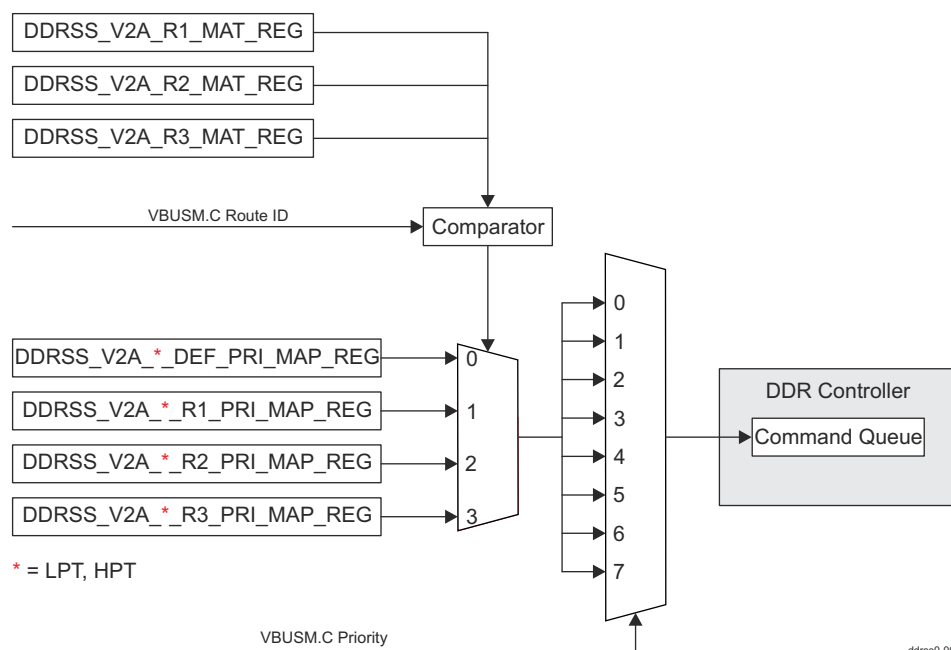 DDRSS_V2A_R1_MAT_REG
DDRSS_V2A_R2_MAT_REG
DDRSS_V2A_R3_MAT_REG
VBUSM.C Route ID
Comparator
DDRSS_V2A_*_DEF_PRI_MAP_REG
DDRSS_V2A_*_R1_PRI_MAP_REG
DDRSS_V2A_*_R2_PRI_MAP_REG
DDRSS_V2A_*_R3_PRI_MAP_REG
0
1
2
3
0
1
2
3
4
5
6
7
DDR Controller
Command Queue
* = LPT, HPT
VBUSM.C Priority